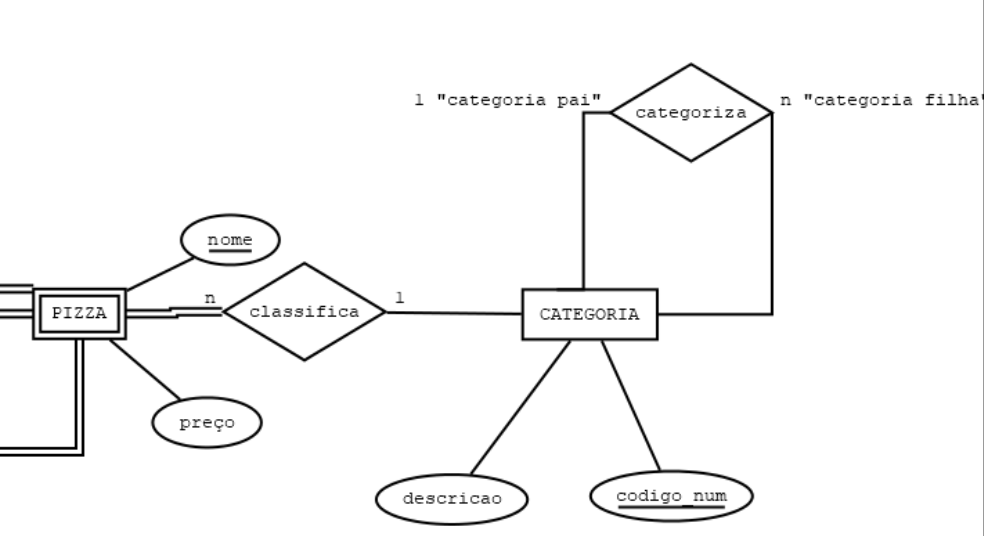 1 "categoria pai"
n "categoria filha"
categoriza
nome
n
1
PIZZA
classifica
CATEGORIA
preço
descricao
codigo_num